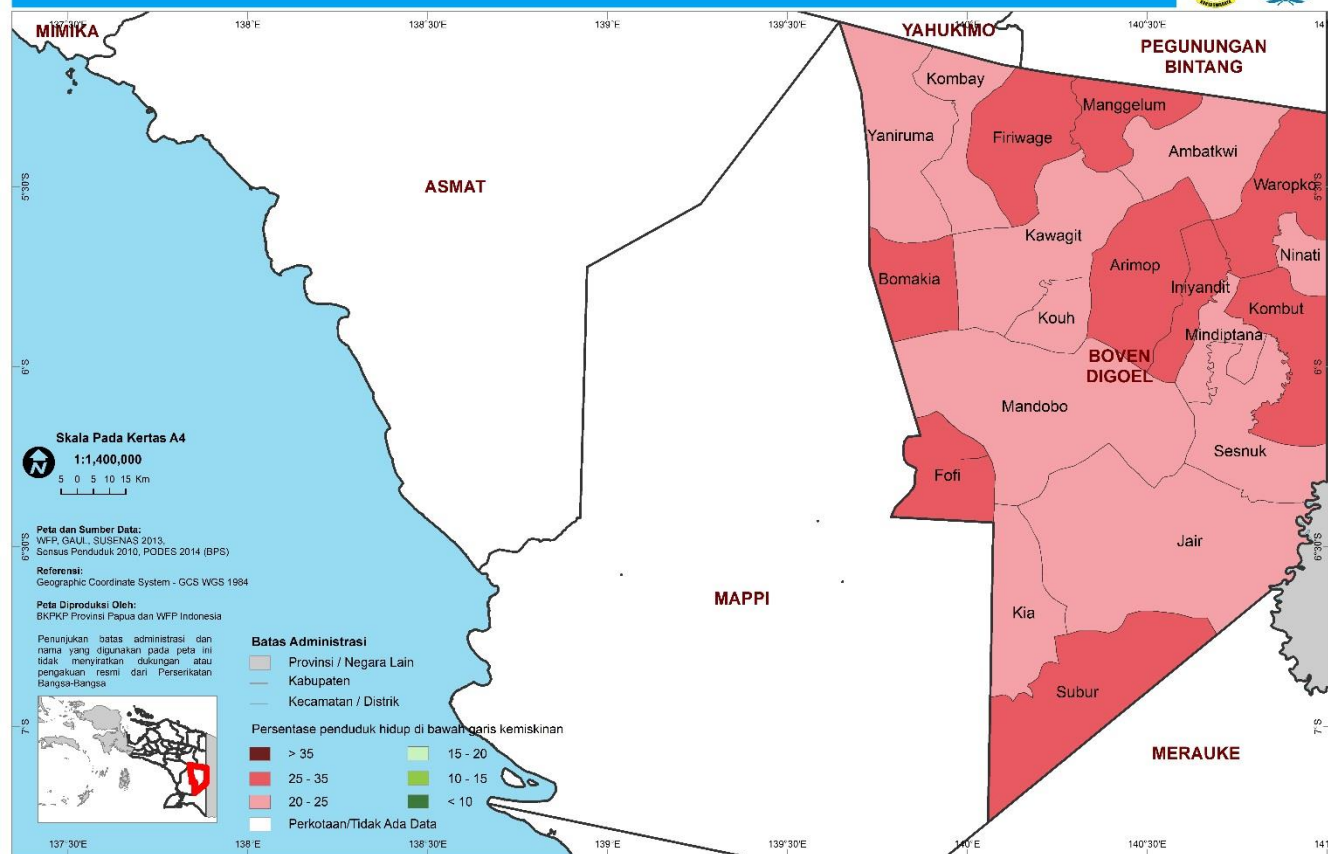 137°30'E
138°E
138°30'E
139°E
139°30'E
140°E
140°30'E
MIMIKA
YAHUKIMO
PEGUNUNGAN
BINTANG
Kombay
Manggelum
Yaniruma
Firiwage
Ambatkwi
ASMAT
Waropko
5°30'S
5°30'S
Kawagit
Ninati
Arimop
Bomakia
Iniyandit
Kombut
Kouh
Mindiptana
BOVEN
DIGOEL
6°S
6°S
Mandobo
Sesnuk
Fofi
Skala Pada Kertas A4
1:1,400,000
N
5 0 5 10 15 Km
Peta dan Sumber Data:
WFP, GAUL, SUSENAS 2013,
Sensus Penduduk 2010, PODES 2014 (BPS)
Referensi:
Geographic Coordinate System - GCS WGS 1984
Peta Diproduksi Oleh:
BKPKP Provinsi Papua dan WFP Indonesia
Penunjukan batas administrasi dan
nama yang digunakan pada peta ini
tidak menyiratkan dukungan atau
pengakuan resmi dari Perserikatan
Bangsa-Bangsa
6°30'S
6°30'S
Jair
MAPPI
Kia
Subur
7°S
7°S
MERAUKE
Batas Administrasi
Provinsi / Negara Lain
Kabupaten
Kecamatan / Distrik
Persentase penduduk hidup di bawah garis kemiskinan
> 35
25 - 35
20 - 25
15 - 20
10 - 15
< 10
Perkotaan/Tidak Ada Data
137°30'E
138°E
138°30'E
139°E
139°30'E
140°E
140°30'E